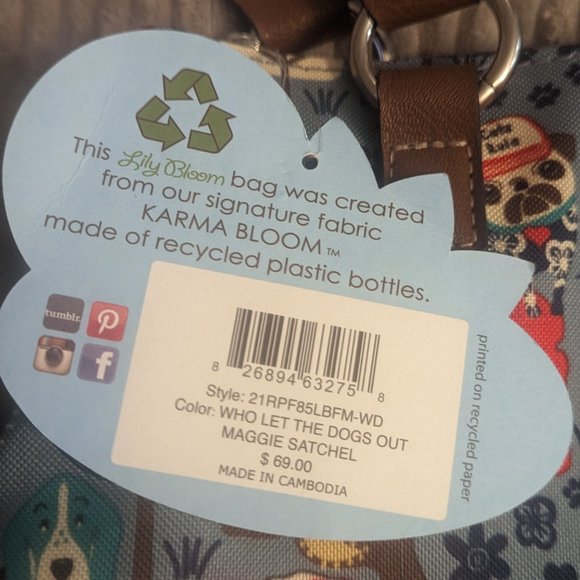 This Lily Bloom bag was created
from our signature fabric
KARMA BLOOM TM
made of recycled plastic bottles.
tumblr.
f
8 26894 63275 8
Style: 21RPF85LBFM-WD
Color: WHO LET THE DOGS OUT
MAGGIE SATCHEL
$ 69.00
MADE IN CAMBODIA
printed on recycled paper